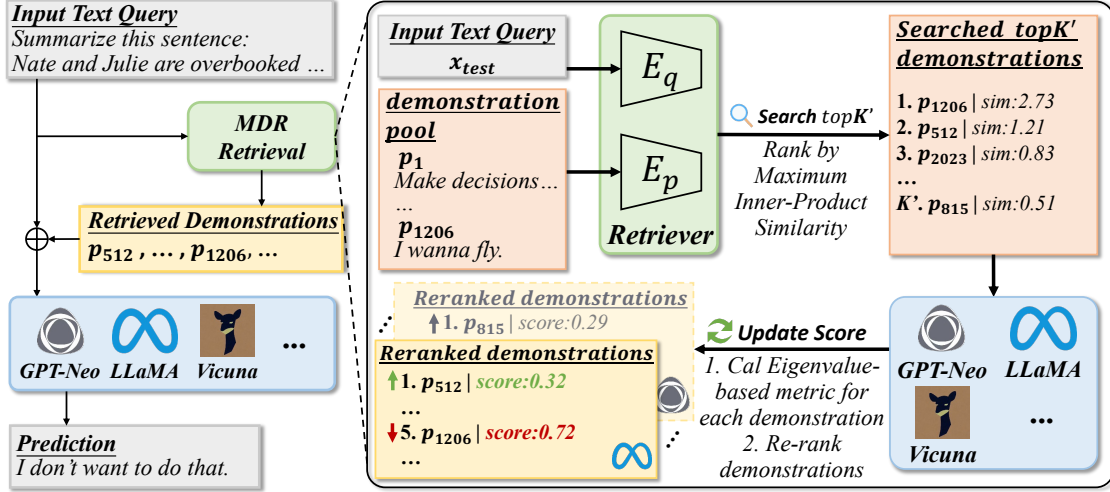 Input Text Query
Summarize this sentence:
Nate and Julie are overbooked ...
MDR
Retrieval
Retrieved Demonstrations
p512 , ... , p1206, ...
GPT-Neo LLaMA Vicuna ...
Prediction
I don't want to do that.
Input Text Query
x_test
demonstration
pool
p1
Make decisions...
...
p1206
I wanna fly.
Eq
Ep
Retriever
Search topK'
Rank by
Maximum
Inner-Product
Similarity
Searched topK'
demonstrations
1. p1206 | sim:2.73
2. p512 | sim:1.21
3. p2023 | sim:0.83
...
K'. p815 | sim:0.51
GPT-Neo LLaMA
Vicuna ...
Update Score
1. Cal Eigenvalue-
based metric for
each demonstration
2. Re-rank
demonstrations
Reranked demonstrations
1. p815 | score:0.29
Reranked demonstrations
1. p512 | score:0.32
...
5. p1206 | score:0.72
...